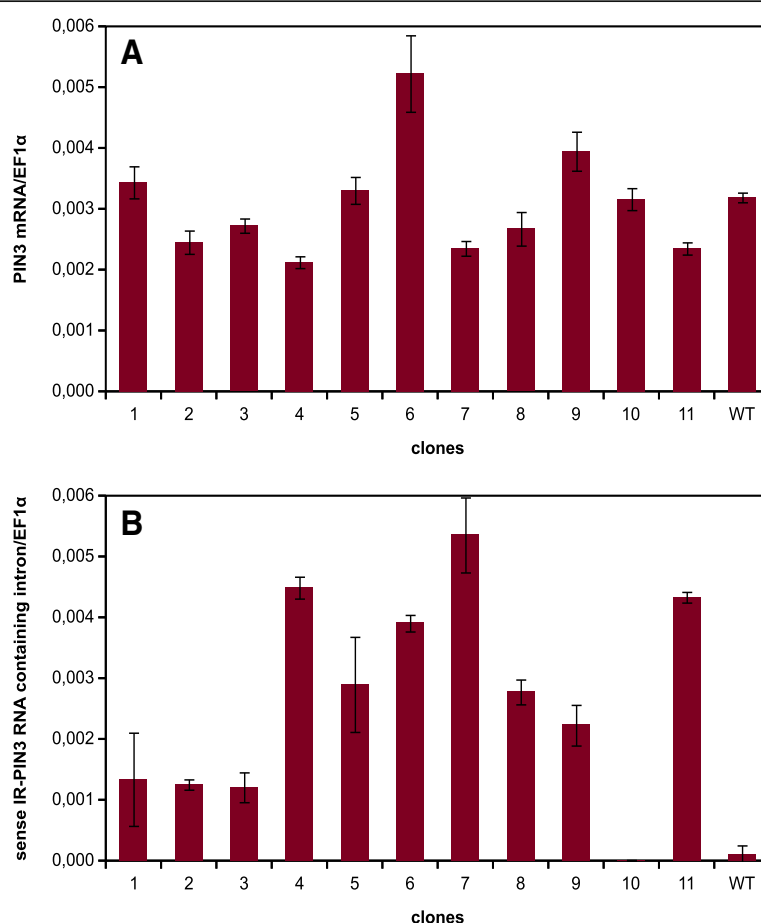 A
PIN3 mRNA/EF1α
0,006
0,005
0,004
0,003
0,002
0,001
0,000
1 2 3 4 5 6 7 8 9 10 11 WT
clones
B
sense IR-PIN3 RNA containing intron/EF1α
0,006
0,005
0,004
0,003
0,002
0,001
0,000
1 2 3 4 5 6 7 8 9 10 11 WT
clones